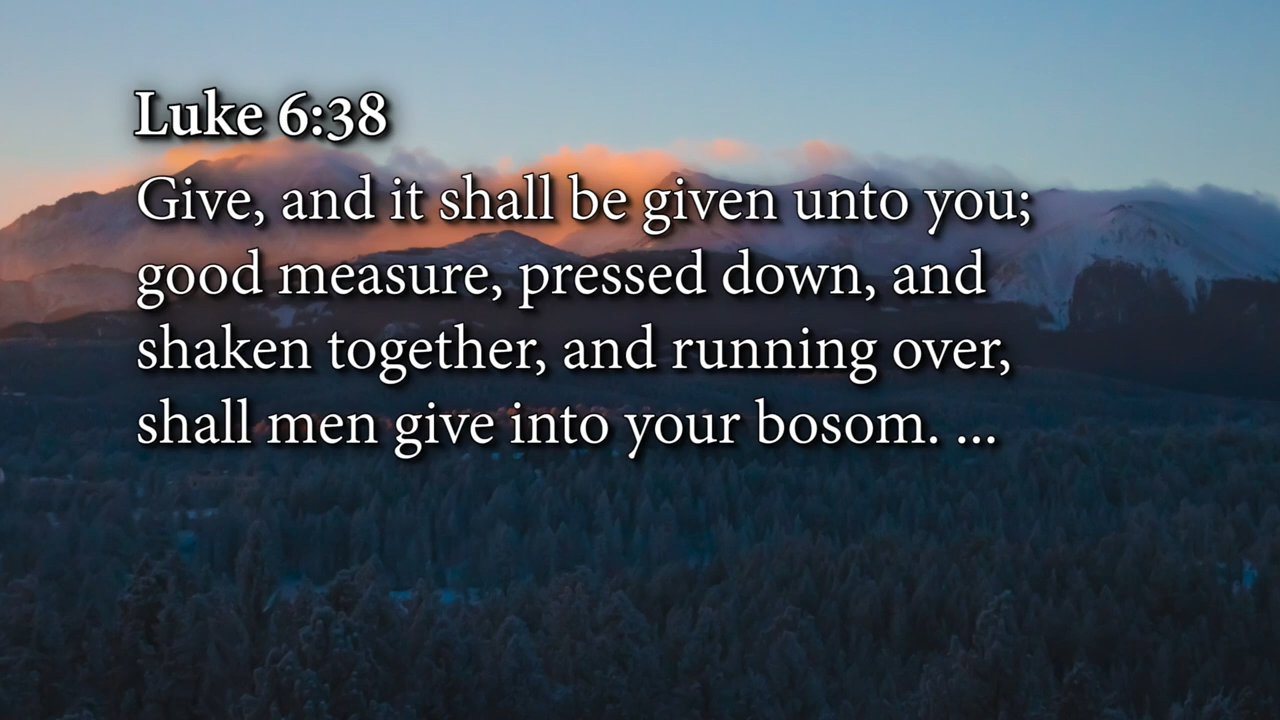 Luke 6:38
Give, and it shall be given unto you;
good measure, pressed down, and
shaken together, and running over,
shall men give into your bosom. ...